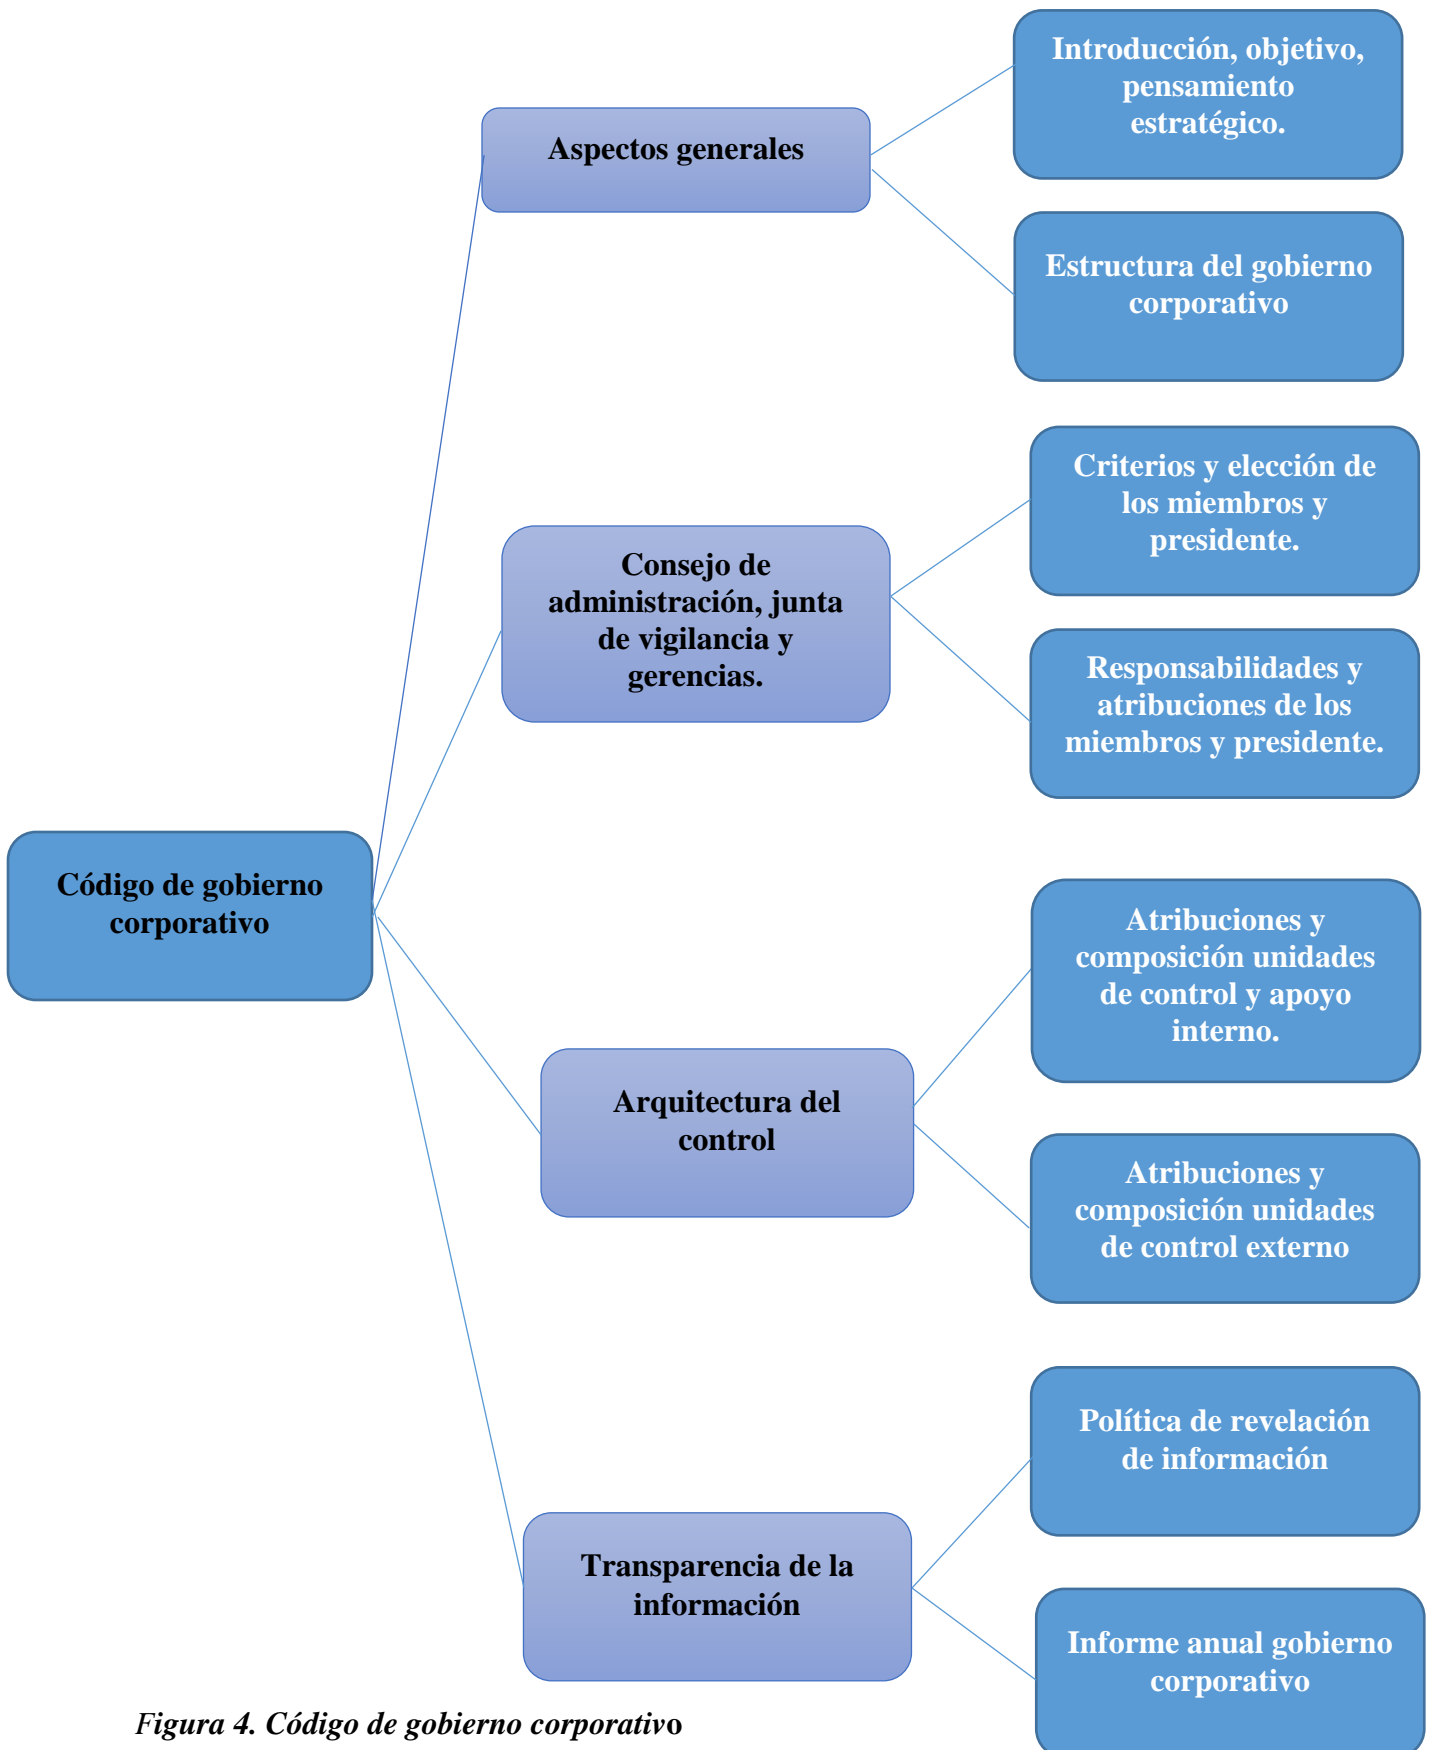 Introducción, objetivo,
pensamiento
estratégico.
Aspectos generales
Estructura del gobierno
corporativo
Criterios y elección de
los miembros y
presidente.
Consejo de
administración, junta
de vigilancia y
gerencias.
Responsabilidades y
atribuciones de los
miembros y presidente.
Código de gobierno
corporativo
Atribuciones y
composición unidades
de control y apoyo
interno.
Arquitectura del
control
Atribuciones y
composición unidades
de control externo
Política de revelación
de información
Transparencia de la
información
Informe anual gobierno
corporativo
Figura 4. Código de gobierno corporativo